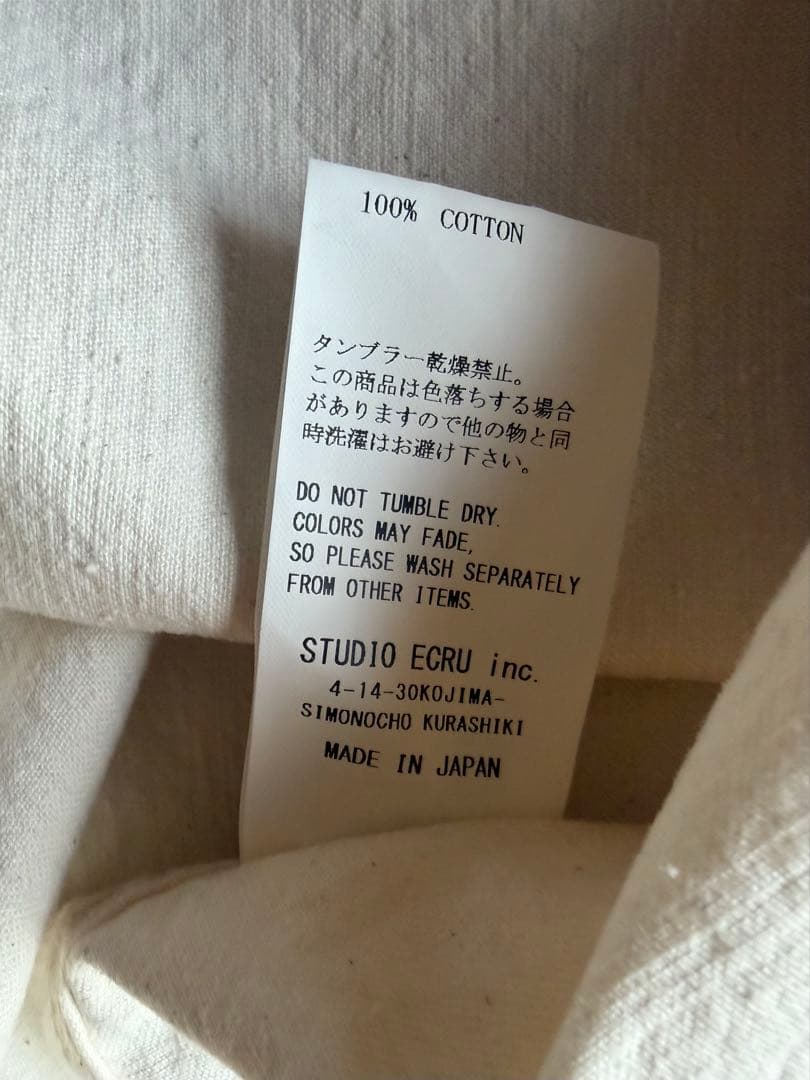 100% COTTON
タンブラー乾燥禁止。
この商品は色落ちする場合
がありますので他の物と同
時洗濯はお避け下さい。
DO NOT TUMBLE DRY.
COLORS MAY FADE,
SO PLEASE WASH SEPARATELY
FROM OTHER ITEMS.
STUDIO ECRU inc.
4-14-30KOJIMA-
SIMONOCHO KURASHIKI
MADE IN JAPAN